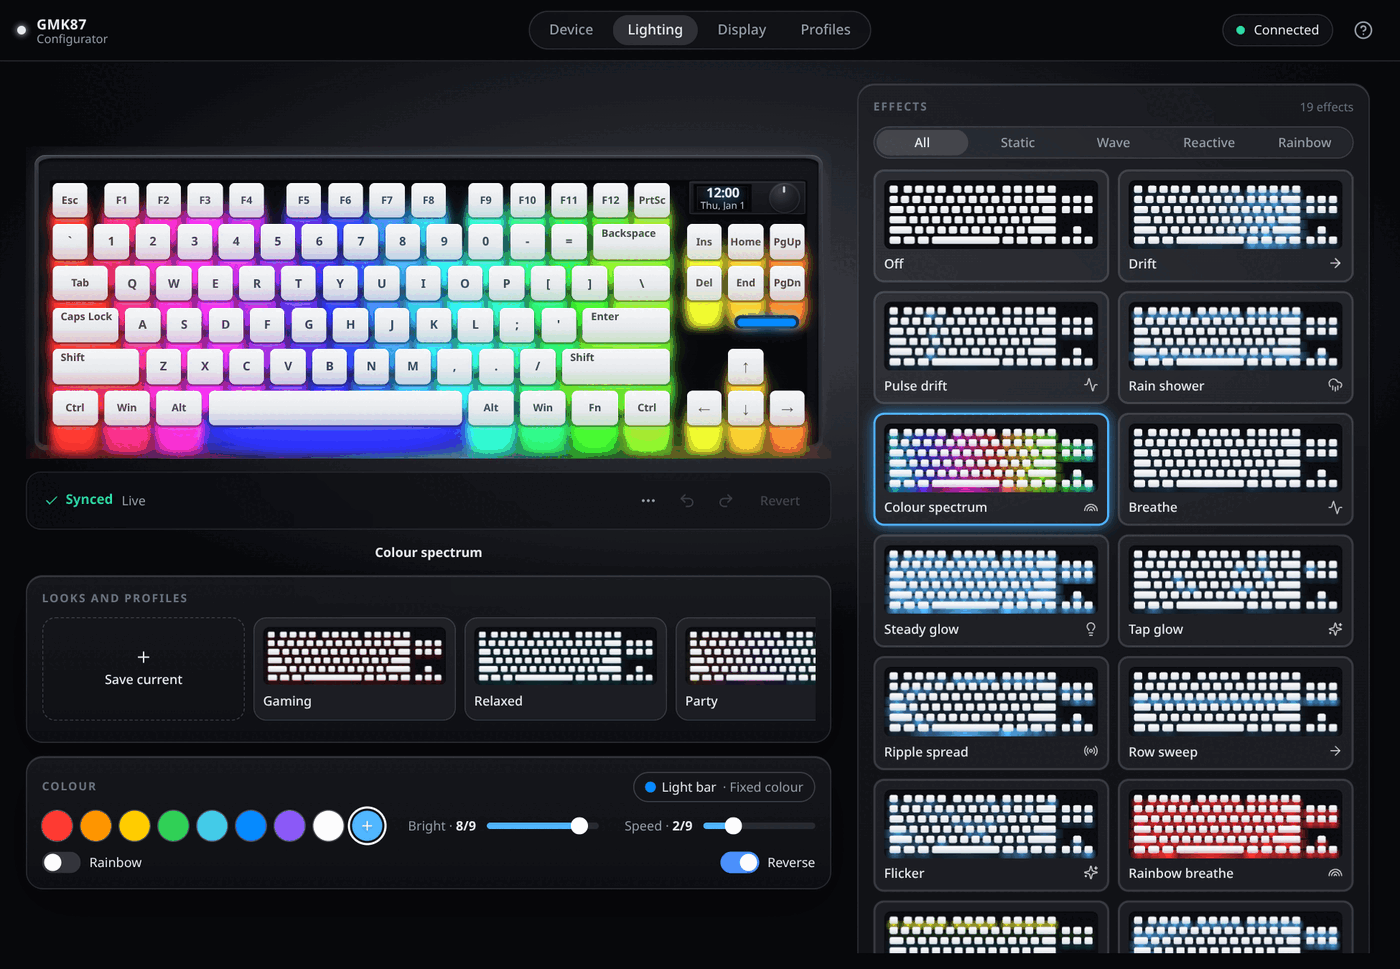 GMK87
Configurator
Device Lighting Display Profiles
Connected
Esc F1 F2 F3 F4 F5 F6 F7 F8 F9 F10 F11 F12 PrtSc
12:00
Thu, Jan 1
` 1 2 3 4 5 6 7 8 9 0 - = Backspace Ins Home PgUp
Tab Q W E R T Y U I O P [ ] \ Del End PgDn
Caps Lock A S D F G H J K L ; ' Enter
Shift Z X C V B N M , . / Shift ↑
Ctrl Win Alt Alt Win Fn Ctrl ← ↓ →
Synced Live ... Revert
Colour spectrum
LOOKS AND PROFILES
+
Save current
Gaming
Relaxed
Party
COLOUR
Light bar · Fixed colour
+
Bright · 8/9
Speed · 2/9
Rainbow
Reverse
EFFECTS
19 effects
All Static Wave Reactive Rainbow
Off
Drift
Pulse drift
Rain shower
Colour spectrum
Breathe
Steady glow
Tap glow
Ripple spread
Row sweep
Flicker
Rainbow breathe